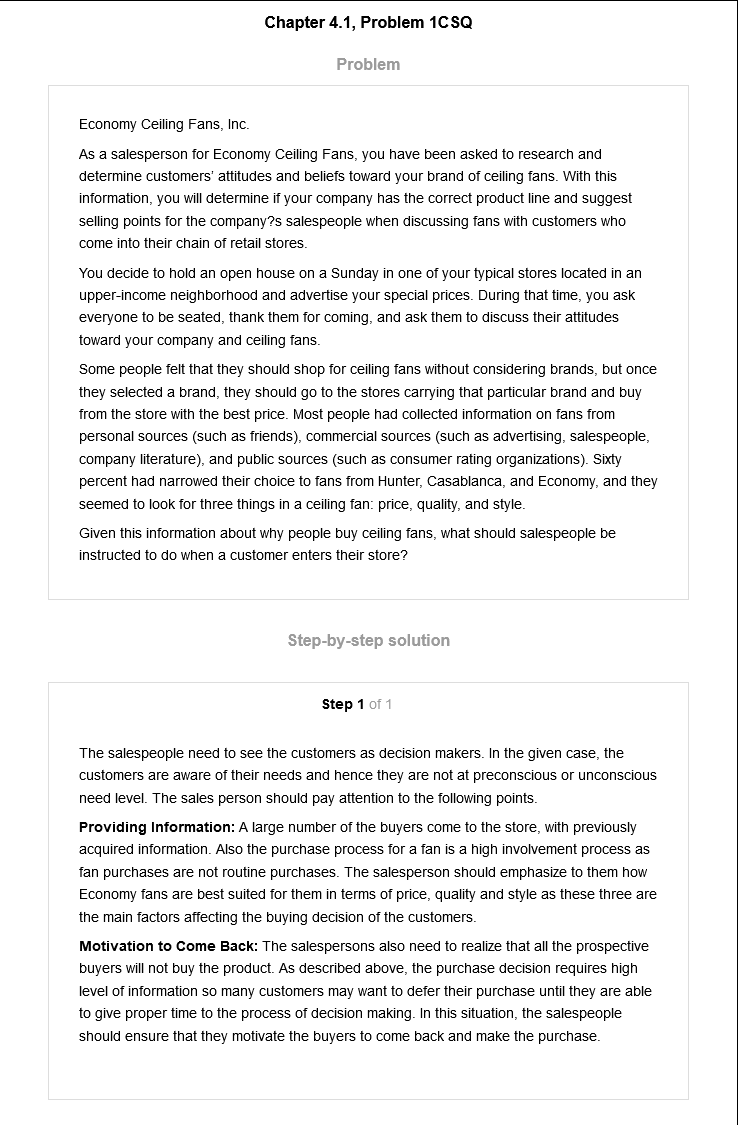 Chapter 4.1, Problem 1CSQ
Problem
Economy Ceiling Fans, Inc.
As a salesperson for Economy Ceiling Fans, you have been asked to research and
determine customers' attitudes and beliefs toward your brand of ceiling fans. With this
information, you will determine if your company has the correct product line and suggest
selling points for the company?s salespeople when discussing fans with customers who
come into their chain of retail stores.
You decide to hold an open house on a Sunday in one of your typical stores located in an
upper-income neighborhood and advertise your special prices. During that time, you ask
everyone to be seated, thank them for coming, and ask them to discuss their attitudes
toward your company and ceiling fans.
Some people felt that they should shop for ceiling fans without considering brands, but once
they selected a brand, they should go to the stores carrying that particular brand and buy
from the store with the best price. Most people had collected information on fans from
personal sources (such as friends), commercial sources (such as advertising, salespeople,
company literature), and public sources (such as consumer rating organizations). Sixty
percent had narrowed their choice to fans from Hunter, Casablanca, and Economy, and they
seemed to look for three things in a ceiling fan: price, quality, and style.
Given this information about why people buy ceiling fans, what should salespeople be
instructed to do when a customer enters their store?
Step-by-step solution
Step 1 of 1
The salespeople need to see the customers as decision makers. In the given case, the
customers are aware of their needs and hence they are not at preconscious or unconscious
need level. The sales person should pay attention to the following points.
Providing Information: A large number of the buyers come to the store, with previously
acquired information. Also the purchase process for a fan is a high involvement process as
fan purchases are not routine purchases. The salesperson should emphasize to them how
Economy fans are best suited for them in terms of price, quality and style as these three are
the main factors affecting the buying decision of the customers.
Motivation to Come Back: The salespersons also need to realize that all the prospective
buyers will not buy the product. As described above, the purchase decision requires high
level of information so many customers may want to defer their purchase until they are able
to give proper time to the process of decision making. In this situation, the salespeople
should ensure that they motivate the buyers to come back and make the purchase.